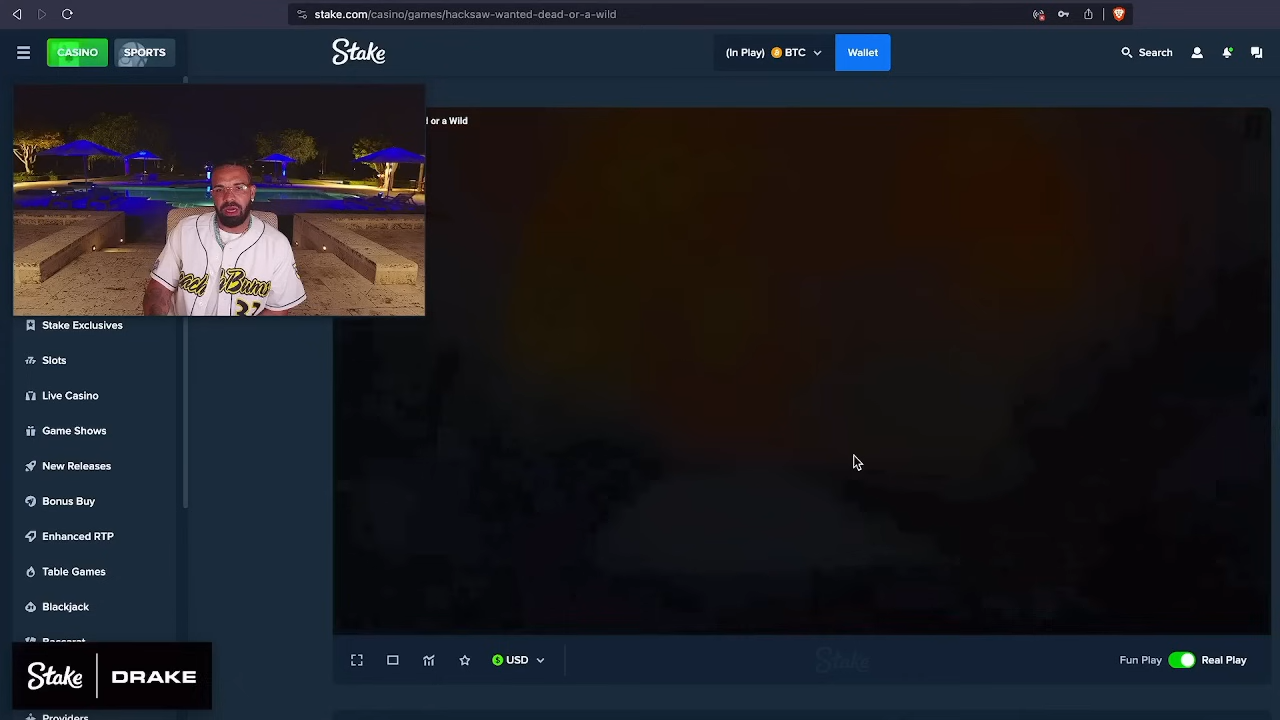 stake.com/casino/games/hacksaw-wanted-dead-or-a-wild
CASINO
SPORTS
Stake
(In Play) BTC
Wallet
Search
or a Wild
Stake Exclusives
Slots
Live Casino
Game Shows
New Releases
Bonus Buy
Enhanced RTP
Table Games
Blackjack
Baccarat
Providers
USD
Stake
Fun Play
Real Play
Stake
DRAKE